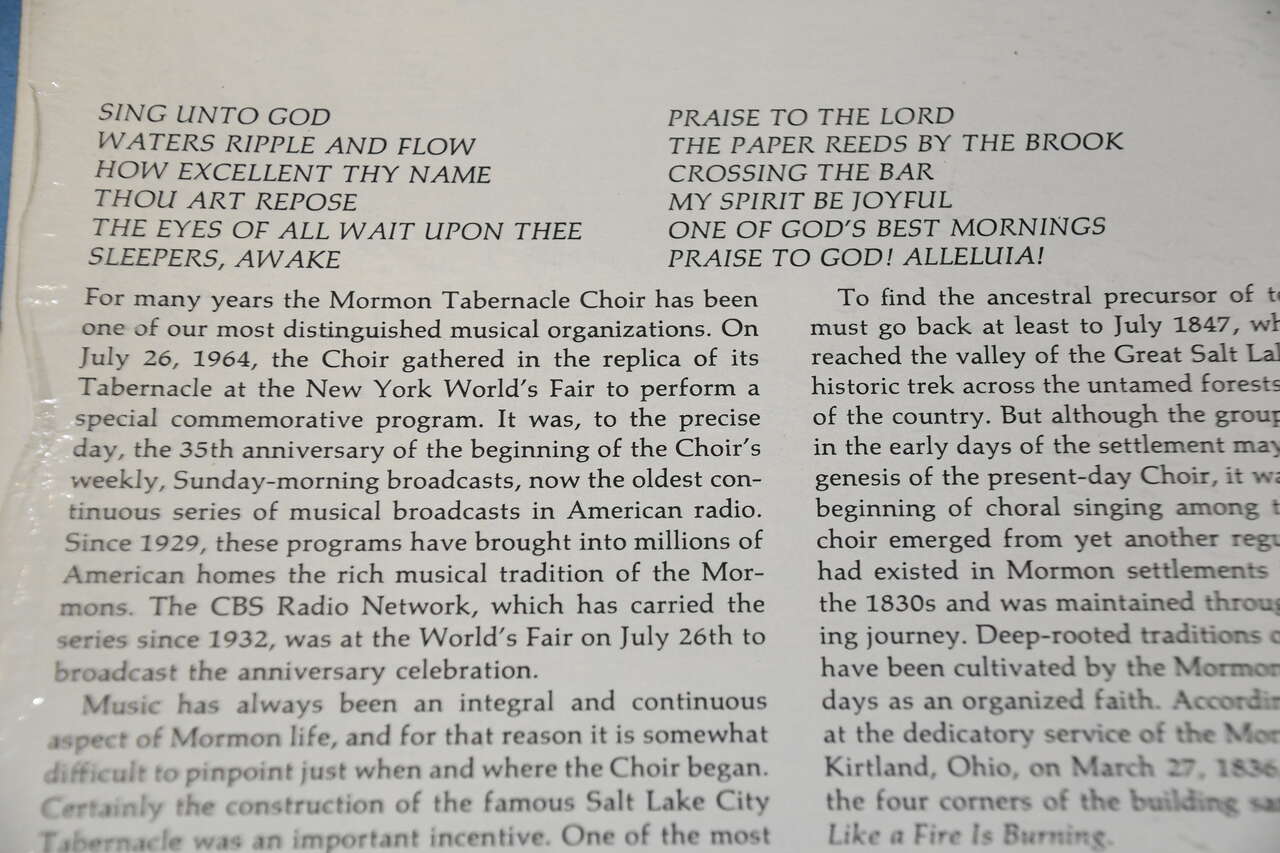 SING UNTO GOD
WATERS RIPPLE AND FLOW
HOW EXCELLENT THY NAME
THOU ART REPOSE
THE EYES OF ALL WAIT UPON THEE
SLEEPERS, AWAKE
PRAISE TO THE LORD
THE PAPER REEDS BY THE BROOK
CROSSING THE BAR
MY SPIRIT BE JOYFUL
ONE OF GOD'S BEST MORNINGS
PRAISE TO GOD! ALLELUIA!
For many years the Mormon Tabernacle Choir has been
one of our most distinguished musical organizations. On
July 26, 1964, the Choir gathered in the replica of its
Tabernacle at the New York World's Fair to perform a
special commemorative program. It was, to the precise
day, the 35th anniversary of the beginning of the Choir's
weekly, Sunday-morning broadcasts, now the oldest con-
tinuous series of musical broadcasts in American radio.
Since 1929, these programs have brought into millions of
American homes the rich musical tradition of the Mor-
mons. The CBS Radio Network, which has carried the
series since 1932, was at the World's Fair on July 26th to
broadcast the anniversary celebration.
Music has always been an integral and continuous
aspect of Mormon life, and for that reason it is somewhat
difficult to pinpoint just when and where the Choir began.
Certainly the construction of the famous Salt Lake City
Tabernacle was an important incentive. One of the most
To find the ancestral precursor of
must go back at least to July 1847,
reached the valley of the Great Salt
historic trek across the untamed forests
of the country. But although the group
in the early days of the settlement may
genesis of the present-day Choir, it
beginning of choral singing among
choir emerged from yet another
had existed in Mormon settlements
the 1830s and was maintained
ing journey. Deep-rooted traditions
have been cultivated by the Mormon
days as an organized faith.
at the dedicatory service of the
Kirtland, Ohio, on March 27, 1836
the four corners of the building
Like a Fire Is Burning.